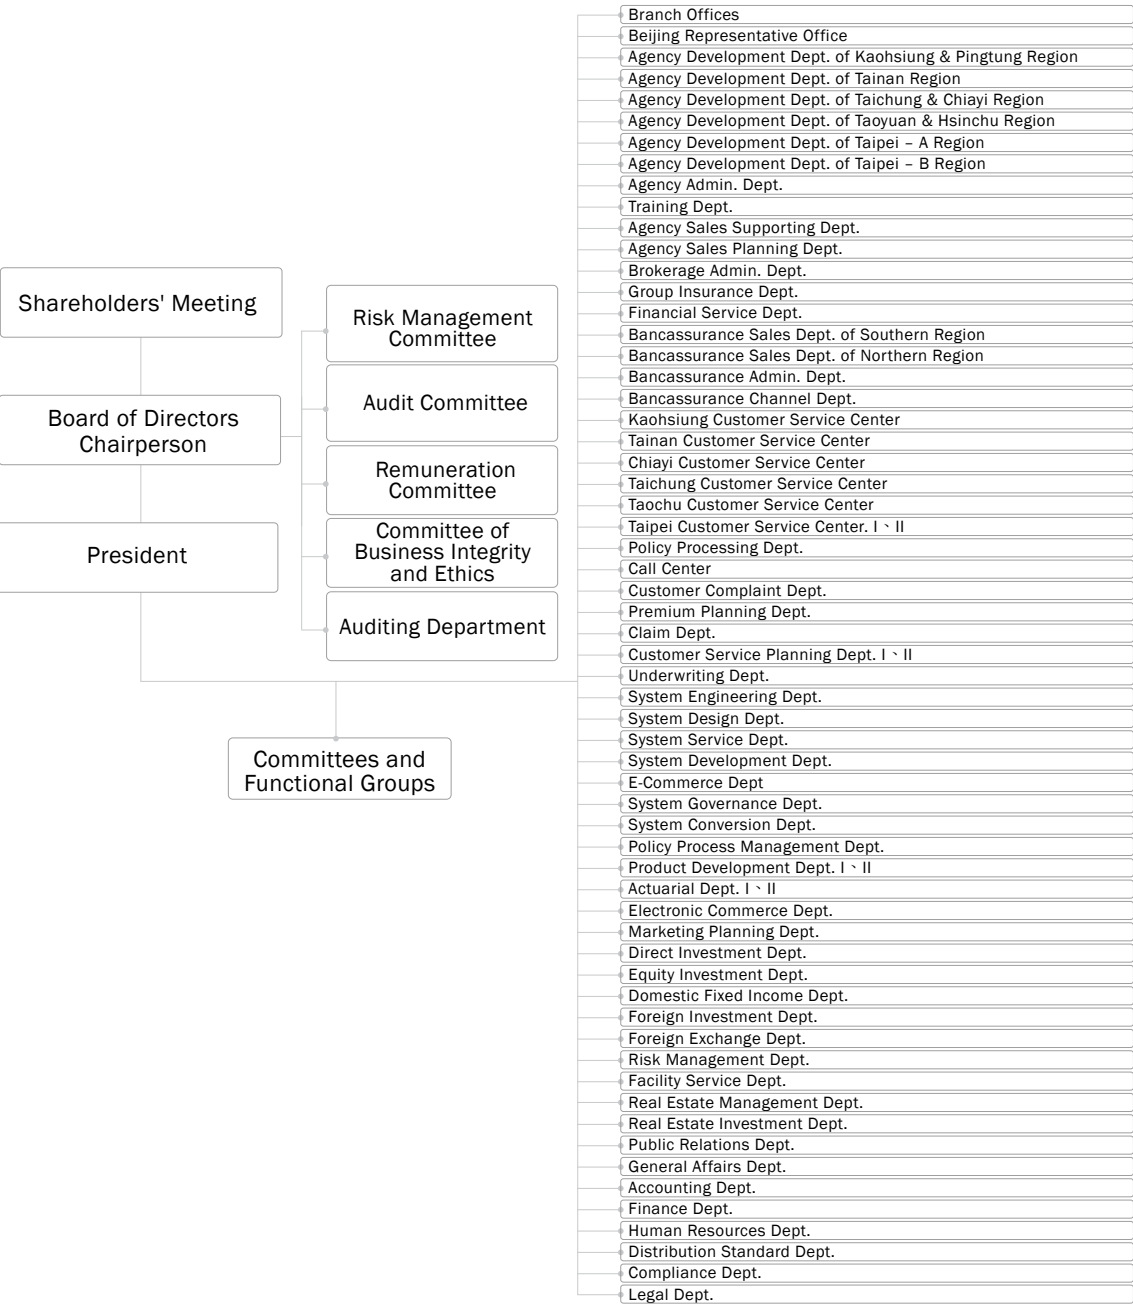 Shareholders' Meeting
Board of Directors
Chairperson
President
Risk Management
Committee
Audit Committee
Remuneration
Committee
Committee of
Business Integrity
and Ethics
Auditing Department
Committees and
Functional Groups
Branch Offices
Beijing Representative Office
Agency Development Dept. of Kaohsiung & Pingtung Region
Agency Development Dept. of Tainan Region
Agency Development Dept. of Taichung & Chiayi Region
Agency Development Dept. of Taoyuan & Hsinchu Region
Agency Development Dept. of Taipei – A Region
Agency Development Dept. of Taipei – B Region
Agency Admin. Dept.
Training Dept.
Agency Sales Supporting Dept.
Agency Sales Planning Dept.
Brokerage Admin. Dept.
Group Insurance Dept.
Financial Service Dept.
Bancassurance Sales Dept. of Southern Region
Bancassurance Sales Dept. of Northern Region
Bancassurance Admin. Dept.
Bancassurance Channel Dept.
Kaohsiung Customer Service Center
Tainan Customer Service Center
Chiayi Customer Service Center
Taichung Customer Service Center
Taochu Customer Service Center
Taipei Customer Service Center. I、II
Policy Processing Dept.
Call Center
Customer Complaint Dept.
Premium Planning Dept.
Claim Dept.
Customer Service Planning Dept. I、II
Underwriting Dept.
System Engineering Dept.
System Design Dept.
System Service Dept.
System Development Dept.
E-Commerce Dept
System Governance Dept.
System Conversion Dept.
Policy Process Management Dept.
Product Development Dept. I、II
Actuarial Dept. I、II
Electronic Commerce Dept.
Marketing Planning Dept.
Direct Investment Dept.
Equity Investment Dept.
Domestic Fixed Income Dept.
Foreign Investment Dept.
Foreign Exchange Dept.
Risk Management Dept.
Facility Service Dept.
Real Estate Management Dept.
Real Estate Investment Dept.
Public Relations Dept.
General Affairs Dept.
Accounting Dept.
Finance Dept.
Human Resources Dept.
Distribution Standard Dept.
Compliance Dept.
Legal Dept.